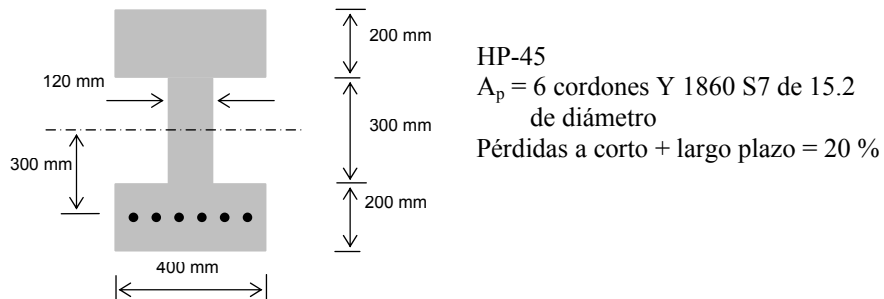 200 mm
120 mm
300 mm
300 mm
200 mm
400 mm
HP-45
Aₚ = 6 cordones Y 1860 S7 de 15.2
de diámetro
Pérdidas a corto + largo plazo = 20 %